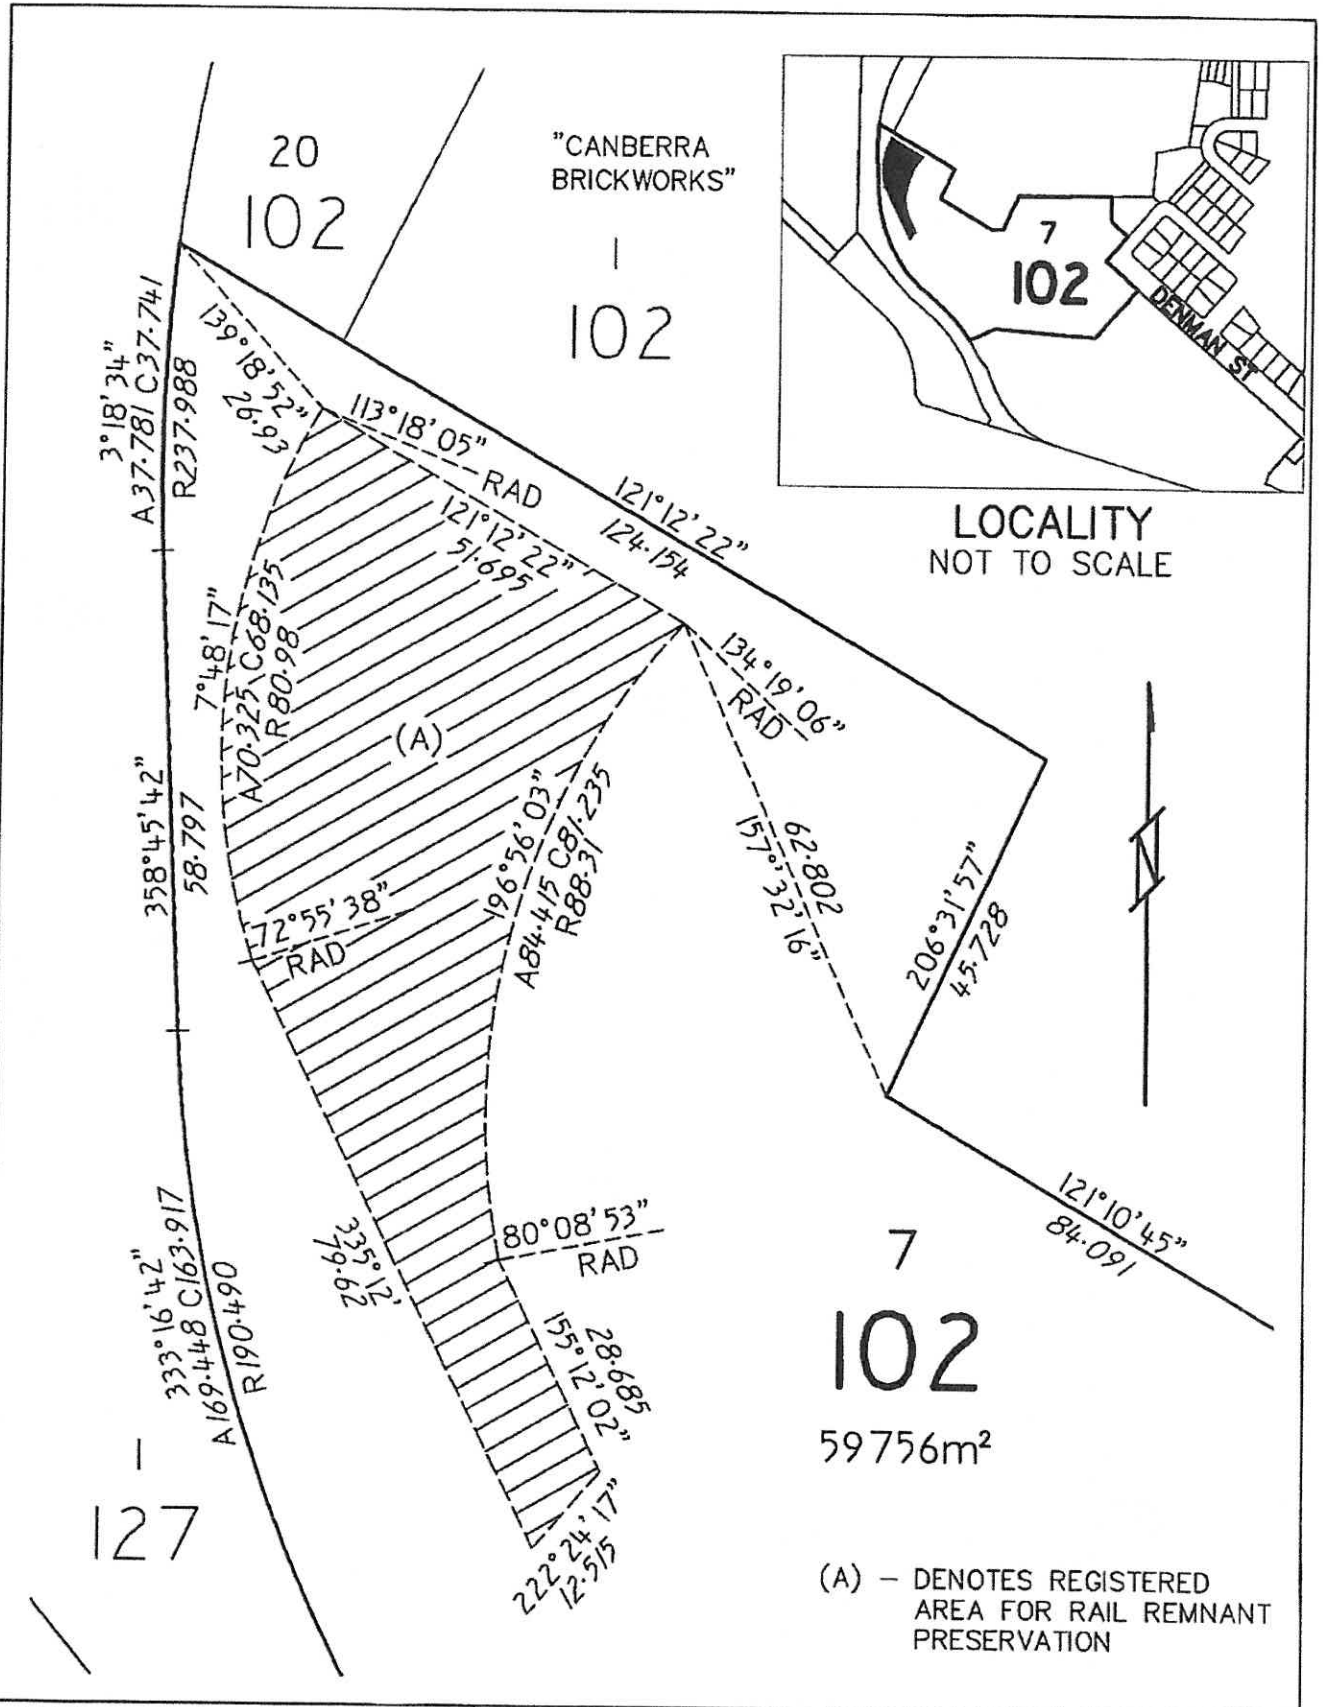 20
102
"CANBERRA
BRICKWORKS"
1
102
7
102
DENMAN ST
LOCALITY
NOT TO SCALE
3°18'34"
A37·781 C37·741
R237·988
139°18'52"
26·93
113°18'05"
RAD
121°12'22"
51·695
121°12'22"
124·154
7°48'17"
A70·325 C68·135
R80·98
(A)
134°19'06"
RAD
358°45'42"
58·797
72°55'38"
RAD
196°56'03"
A84·415 C81·235
R88·31
62·802
157°32'16"
206°31'57"
45·728
N
121°10'45"
84·091
80°08'53"
RAD
335°12'
79·62
333°16'42"
A169·448 C163·917
R190·490
28·685
155°12'02"
222°24'17"
12·515
7
102
59756m²
1
127
(A) – DENOTES REGISTERED
AREA FOR RAIL REMNANT
PRESERVATION